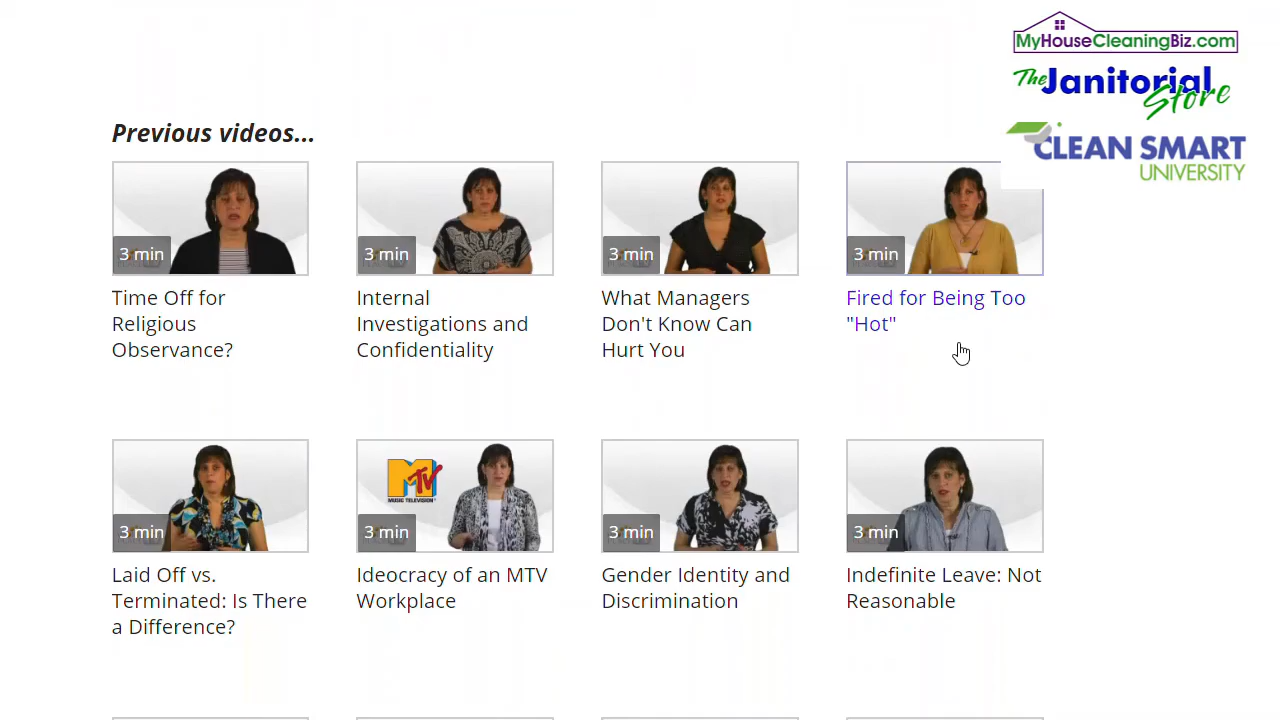 MyHouseCleaningBiz.com
The Janitorial
Store
CLEAN SMART
UNIVERSITY
Previous videos...
3 min
3 min
3 min
3 min
Time Off for
Religious
Observance?
Internal
Investigations and
Confidentiality
What Managers
Don't Know Can
Hurt You
Fired for Being Too
"Hot"
3 min
MTV
MUSIC TELEVISION®
3 min
3 min
3 min
Laid Off vs.
Terminated: Is There
a Difference?
Ideocracy of an MTV
Workplace
Gender Identity and
Discrimination
Indefinite Leave: Not
Reasonable